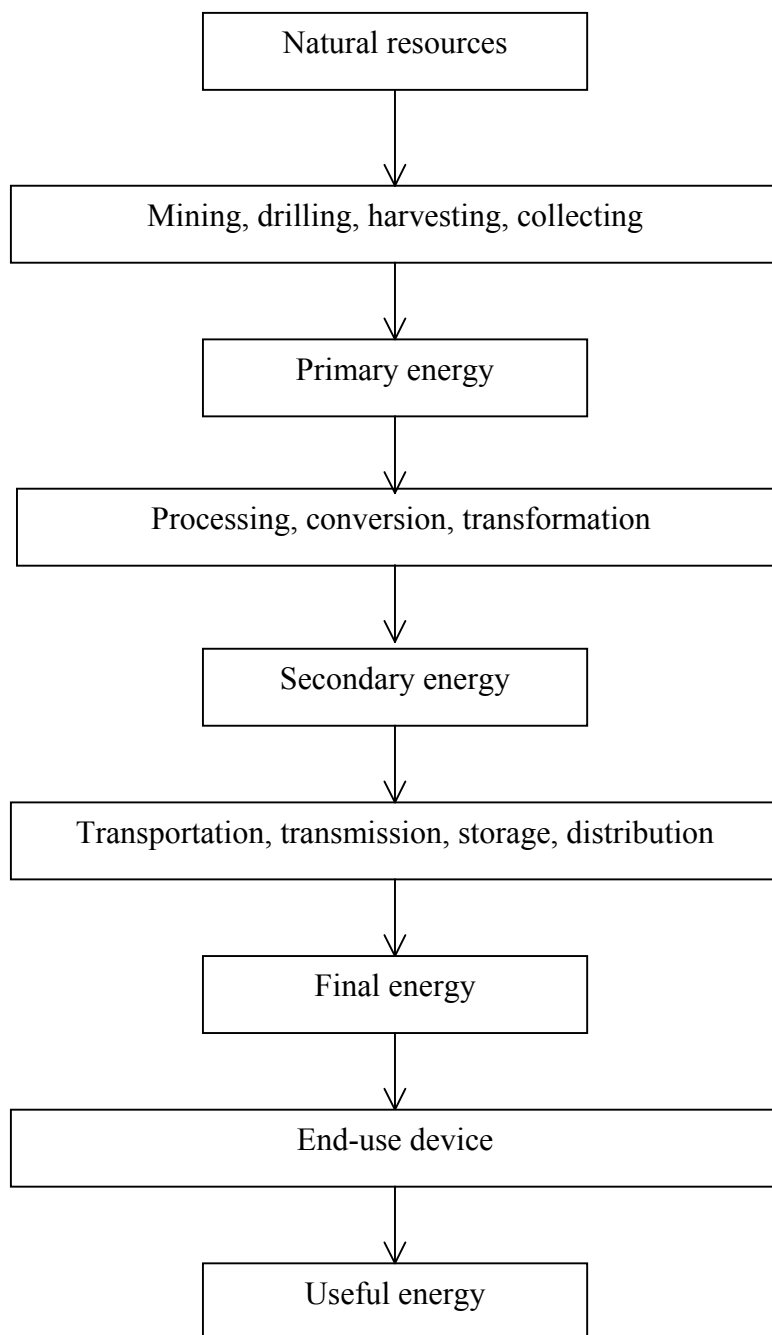 Natural resources
Mining, drilling, harvesting, collecting
Primary energy
Processing, conversion, transformation
Secondary energy
Transportation, transmission, storage, distribution
Final energy
End-use device
Useful energy